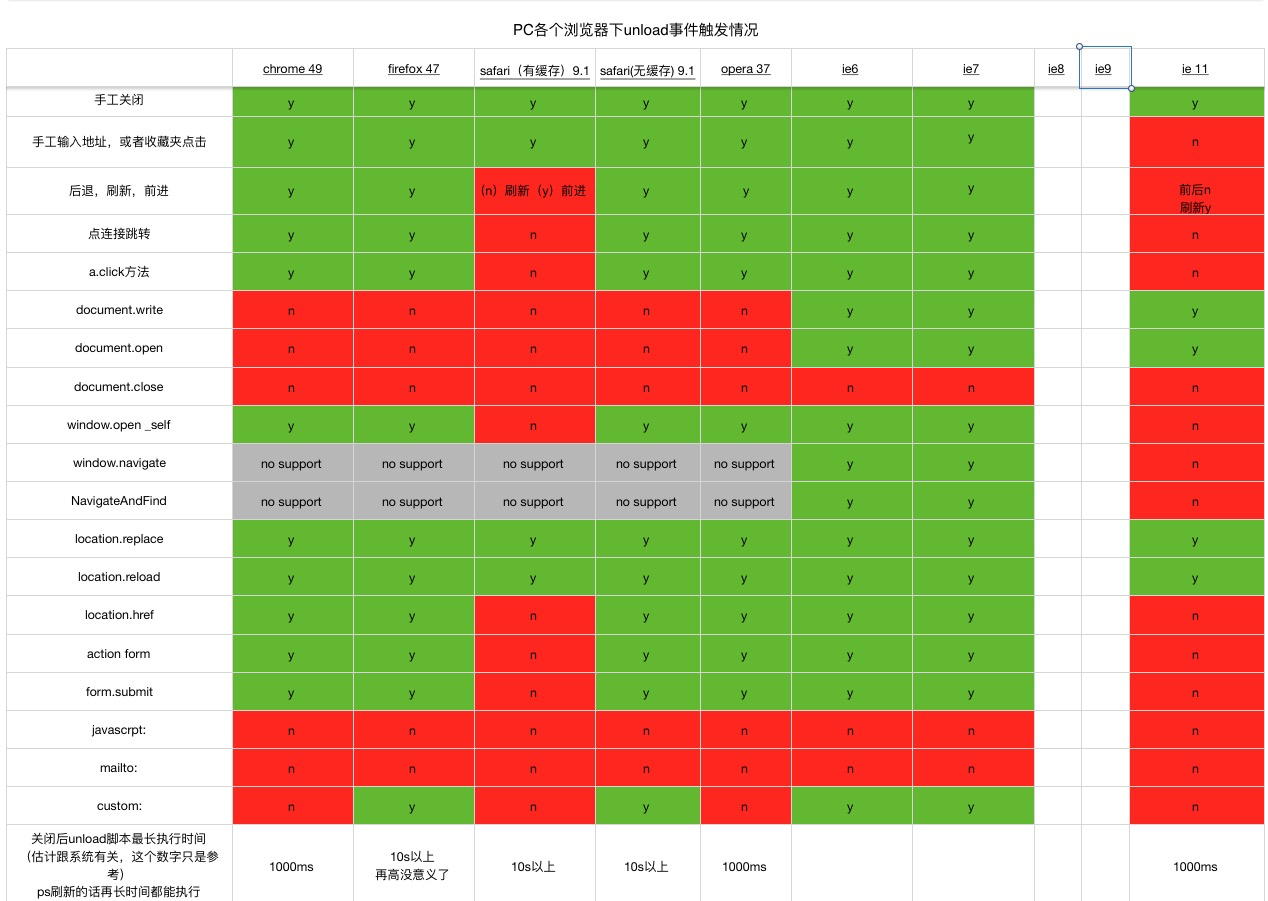 PC各个浏览器下unload事件触发情况
chrome 49 firefox 47 safari（有缓存）9.1 safari(无缓存) 9.1 opera 37 ie6 ie7 ie8 ie9 ie 11
手工关闭 y y y y y y y y
手工输入地址，或者收藏夹点击 y y y y y y y n
后退，刷新，前进 y y （n）刷新（y）前进 y y y y 前后n
刷新y
点连接跳转 y y n y y y y n
a.click方法 y y n y y y y n
document.write n n n n n y y y
document.open n n n n n y y y
document.close n n n n n n n n
window.open _self y y n y y y y n
window.navigate no support no support no support no support no support y y n
NavigateAndFind no support no support no support no support no support y y n
location.replace y y y y y y y y
location.reload y y y y y y y y
location.href y y n y y y y n
action form y y n y y y y n
form.submit y y n y y y y n
javascrpt: n n n n n n n n
mailto: n n n n n n n n
custom: n y n y n y y n
关闭后unload脚本最长执行时间
（估计跟系统有关，这个数字只是参
考）
ps刷新的话再长时间都能执行
1000ms
10s以上
再高没意义了
10s以上
10s以上
1000ms
1000ms